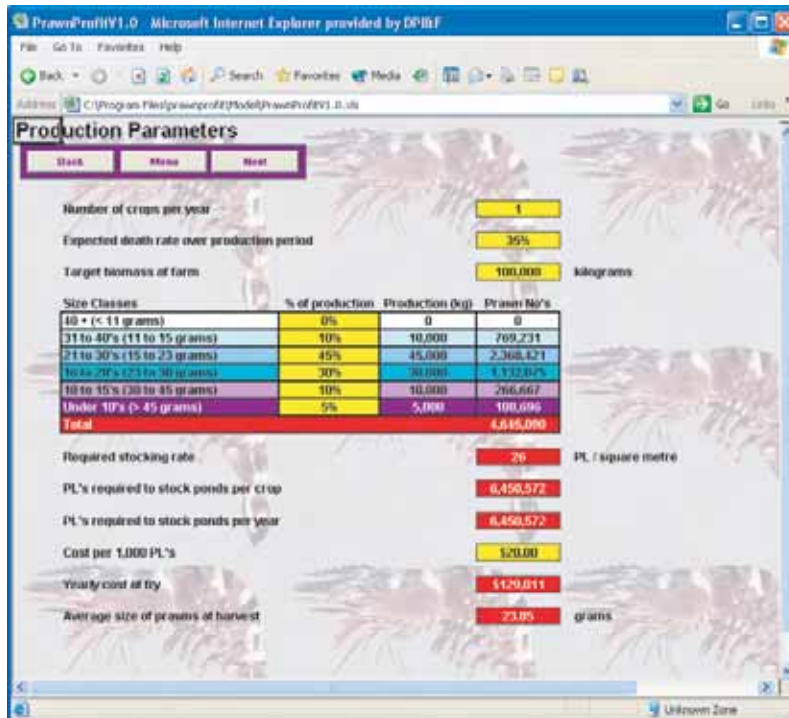 PrawnProfitV1.0 Microsoft Internet Explorer provided by DPI&F
File Go To Favorites Help
Back Search Favorites Media
Address C:\Program Files\prawnprofit\Model\PrawnProfitV1.0.xls Go Links
Production Parameters
Back Menu Next
Number of crops per year 1
Expected death rate over production period 35%
Target biomass of farm 100,000 kilograms
Size Classes % of production Production (kg) Prawn No's
40 + (< 11 grams) 0% 0 0
31 to 40's (11 to 15 grams) 10% 10,000 769,231
21 to 30's (15 to 23 grams) 45% 45,000 2,368,421
16 to 20's (23 to 30 grams) 30% 30,000 1,132,075
10 to 15's (30 to 45 grams) 10% 10,000 266,667
Under 10's (> 45 grams) 5% 5,000
Total
Required stocking rate 26 PL / square metre
PL's required to stock ponds per crop 6,450,572
PL's required to stock ponds per year 6,450,572
Cost per 1,000 PL's $20.00
Yearly cost of fry $129,011
Average size of prawns at harvest 23.85 grams
Unknown Zone